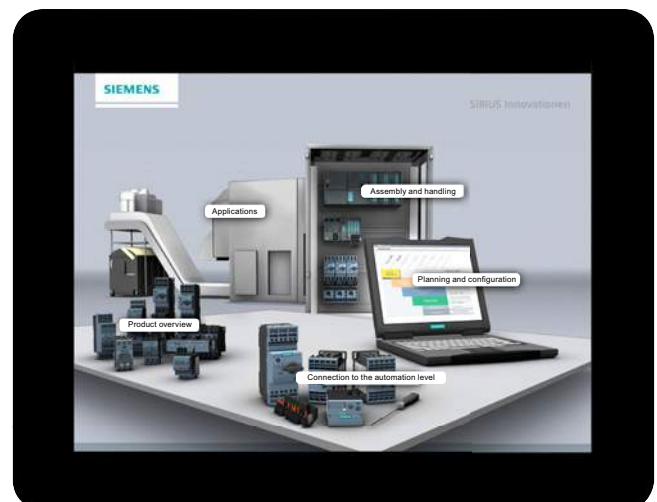 SIEMENS
SIRIUS Innovationen
Assembly and handling
Applications
Planning and configuration
Product overview
Connection to the automation level